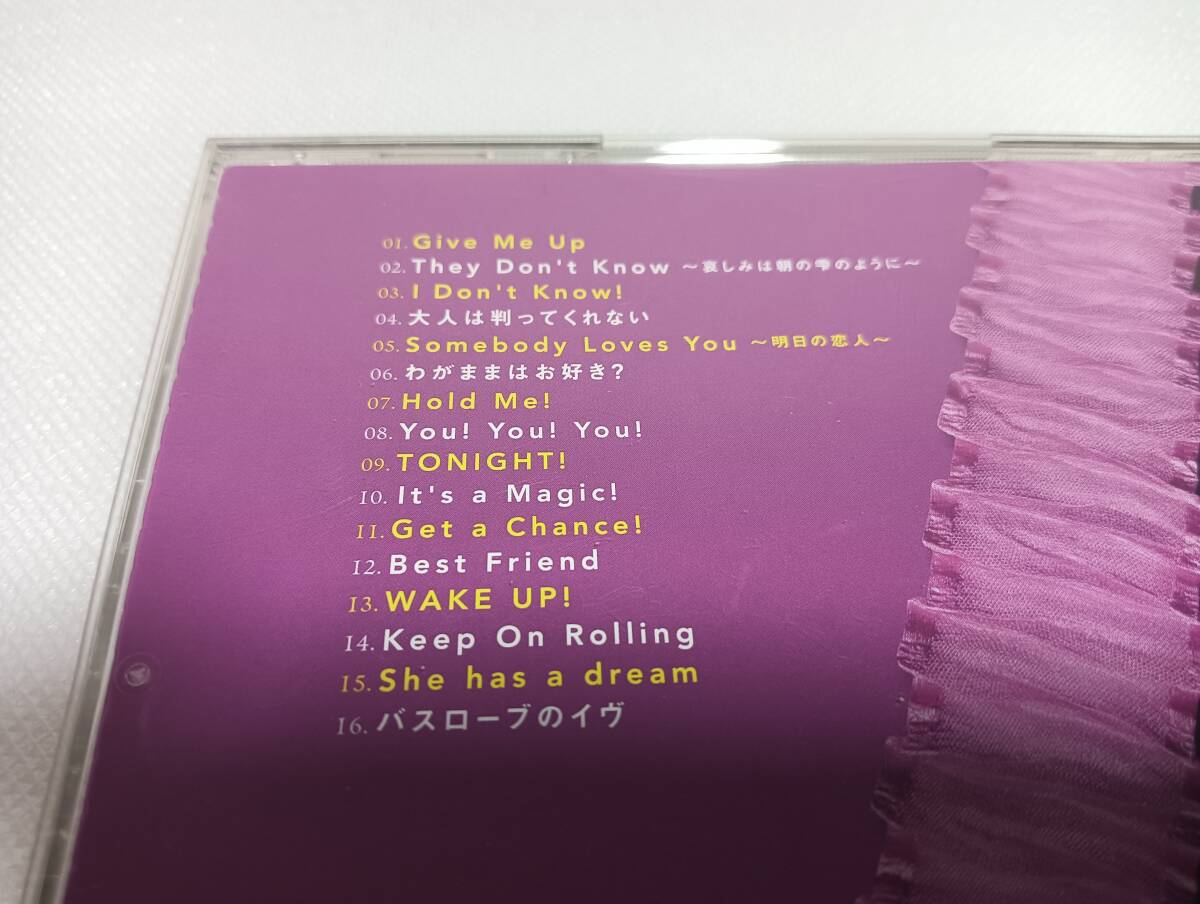 01. Give Me Up
02. They Don't Know 〜哀しみは朝の雫のように〜
03. I Don't Know!
04. 大人は判ってくれない
05. Somebody Loves You 〜明日の恋人〜
06. わがままはお好き?
07. Hold Me!
08. You! You! You!
09. TONIGHT!
10. It's a Magic!
11. Get a Chance!
12. Best Friend
13. WAKE UP!
14. Keep On Rolling
15. She has a dream
16. バスローブのイヴ